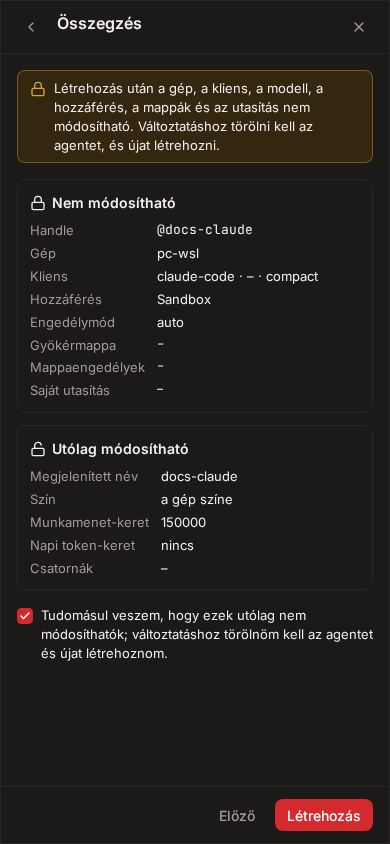 Összegzés
Létrehozás után a gép, a kliens, a modell, a
hozzáférés, a mappák és az utasítás nem
módosítható. Változtatáshoz törölni kell az
agentet, és újat létrehozni.
Nem módosítható
Handle @docs-claude
Gép pc-wsl
Kliens claude-code · – · compact
Hozzáférés Sandbox
Engedélymód auto
Gyökérmappa –
Mappaengedélyek –
Saját utasítás –
Utólag módosítható
Megjelenített név docs-claude
Szín a gép színe
Munkamenet-keret 150000
Napi token-keret nincs
Csatornák –
Tudomásul veszem, hogy ezek utólag nem
módosíthatók; változtatáshoz törölnöm kell az agentet
és újat létrehoznom.
Előző Létrehozás